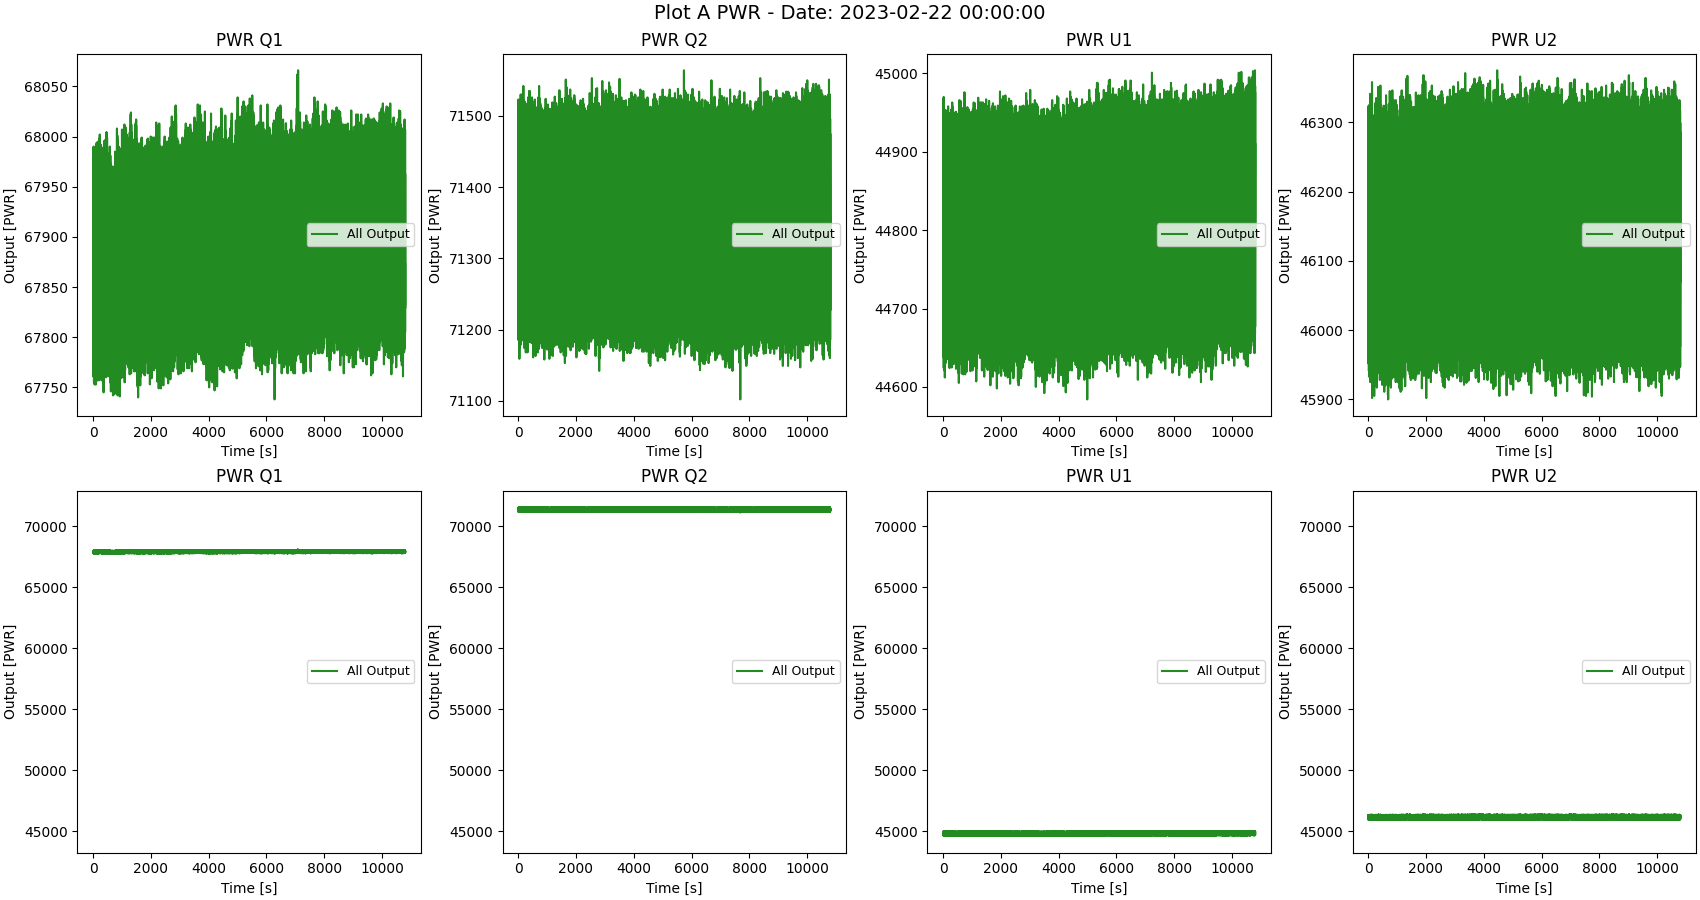 Plot A PWR - Date: 2023-02-22 00:00:00
PWR Q1
PWR Q2
PWR U1
PWR U2
Output [PWR]
68050
68000
67950
67900
67850
67800
67750
All Output
0 2000 4000 6000 8000 10000
Time [s]
Output [PWR]
71500
71400
71300
71200
71100
All Output
0 2000 4000 6000 8000 10000
Time [s]
Output [PWR]
45000
44900
44800
44700
44600
All Output
0 2000 4000 6000 8000 10000
Time [s]
Output [PWR]
46300
46200
46100
46000
45900
All Output
0 2000 4000 6000 8000 10000
Time [s]
PWR Q1
PWR Q2
PWR U1
PWR U2
Output [PWR]
70000
65000
60000
55000
50000
45000
All Output
0 2000 4000 6000 8000 10000
Time [s]
Output [PWR]
70000
65000
60000
55000
50000
45000
All Output
0 2000 4000 6000 8000 10000
Time [s]
Output [PWR]
70000
65000
60000
55000
50000
45000
All Output
0 2000 4000 6000 8000 10000
Time [s]
Output [PWR]
70000
65000
60000
55000
50000
45000
All Output
0 2000 4000 6000 8000 10000
Time [s]